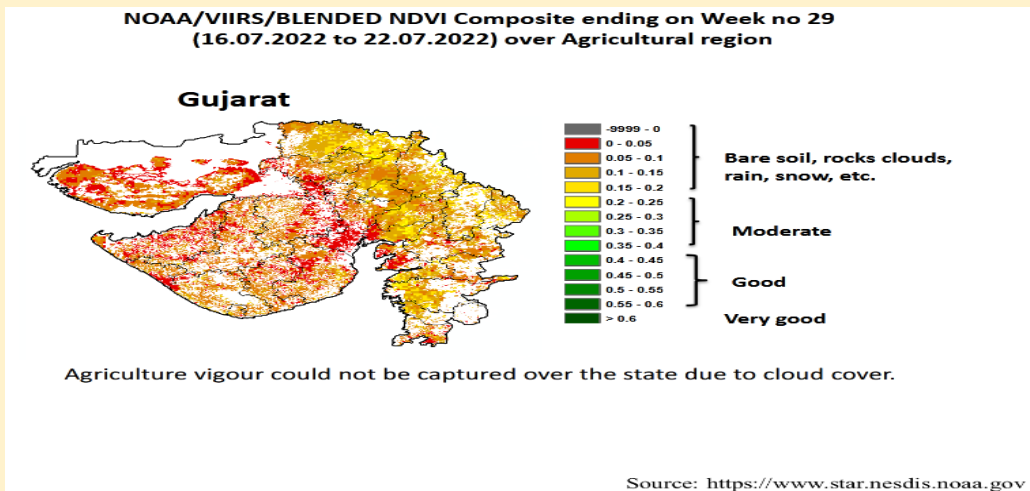 NOAA/VIIRS/BLENDED NDVI Composite ending on Week no 29
(16.07.2022 to 22.07.2022) over Agricultural region
Gujarat
-9999 - 0
0 - 0.05
0.05 - 0.1
0.1 - 0.15
0.15 - 0.2
0.2 - 0.25
0.25 - 0.3
0.3 - 0.35
0.35 - 0.4
0.4 - 0.45
0.45 - 0.5
0.5 - 0.55
0.55 - 0.6
> 0.6
Bare soil, rocks clouds,
rain, snow, etc.
Moderate
Good
Very good
Agriculture vigour could not be captured over the state due to cloud cover.
Source: https://www.star.nesdis.noaa.gov